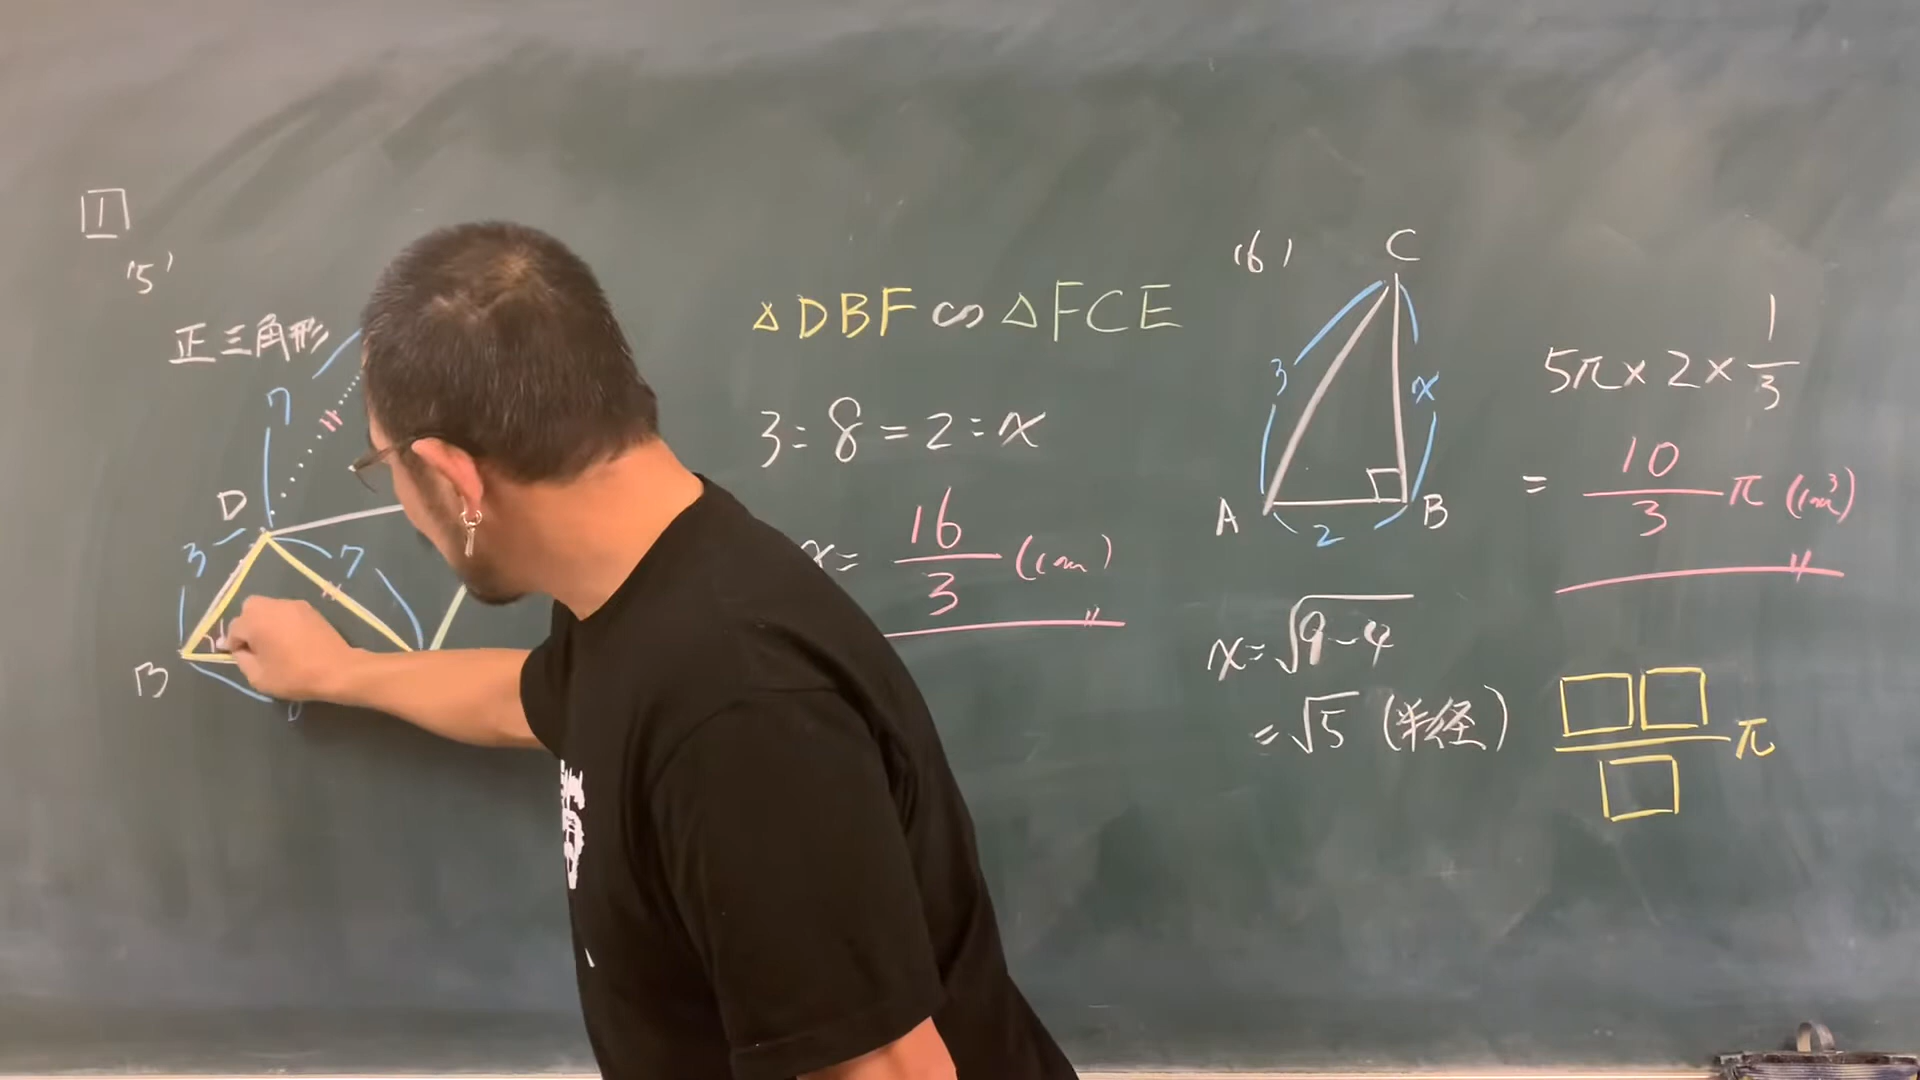 1
(5)
正三角形
7
D
3
7
B
△DBF∽△FCE
3:8=2:x
x=16/3(cm)
(6)
C
3
x
A
B
2
x=√9-4
=√5(半径)
5π×2×1/3
=10/3π(cm³)
□□/□π